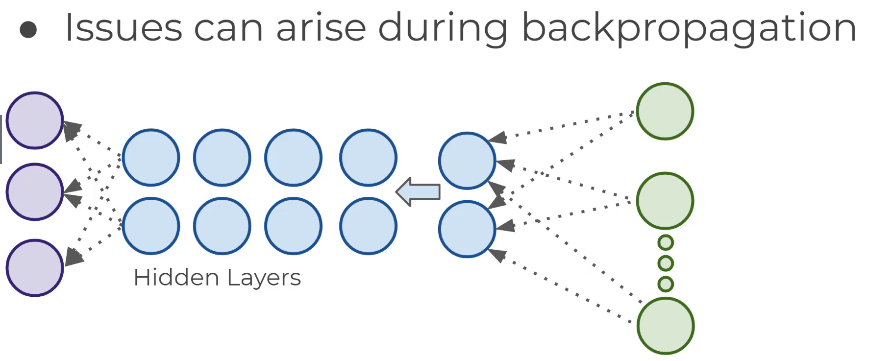 ● Issues can arise during backpropagation
Hidden Layers